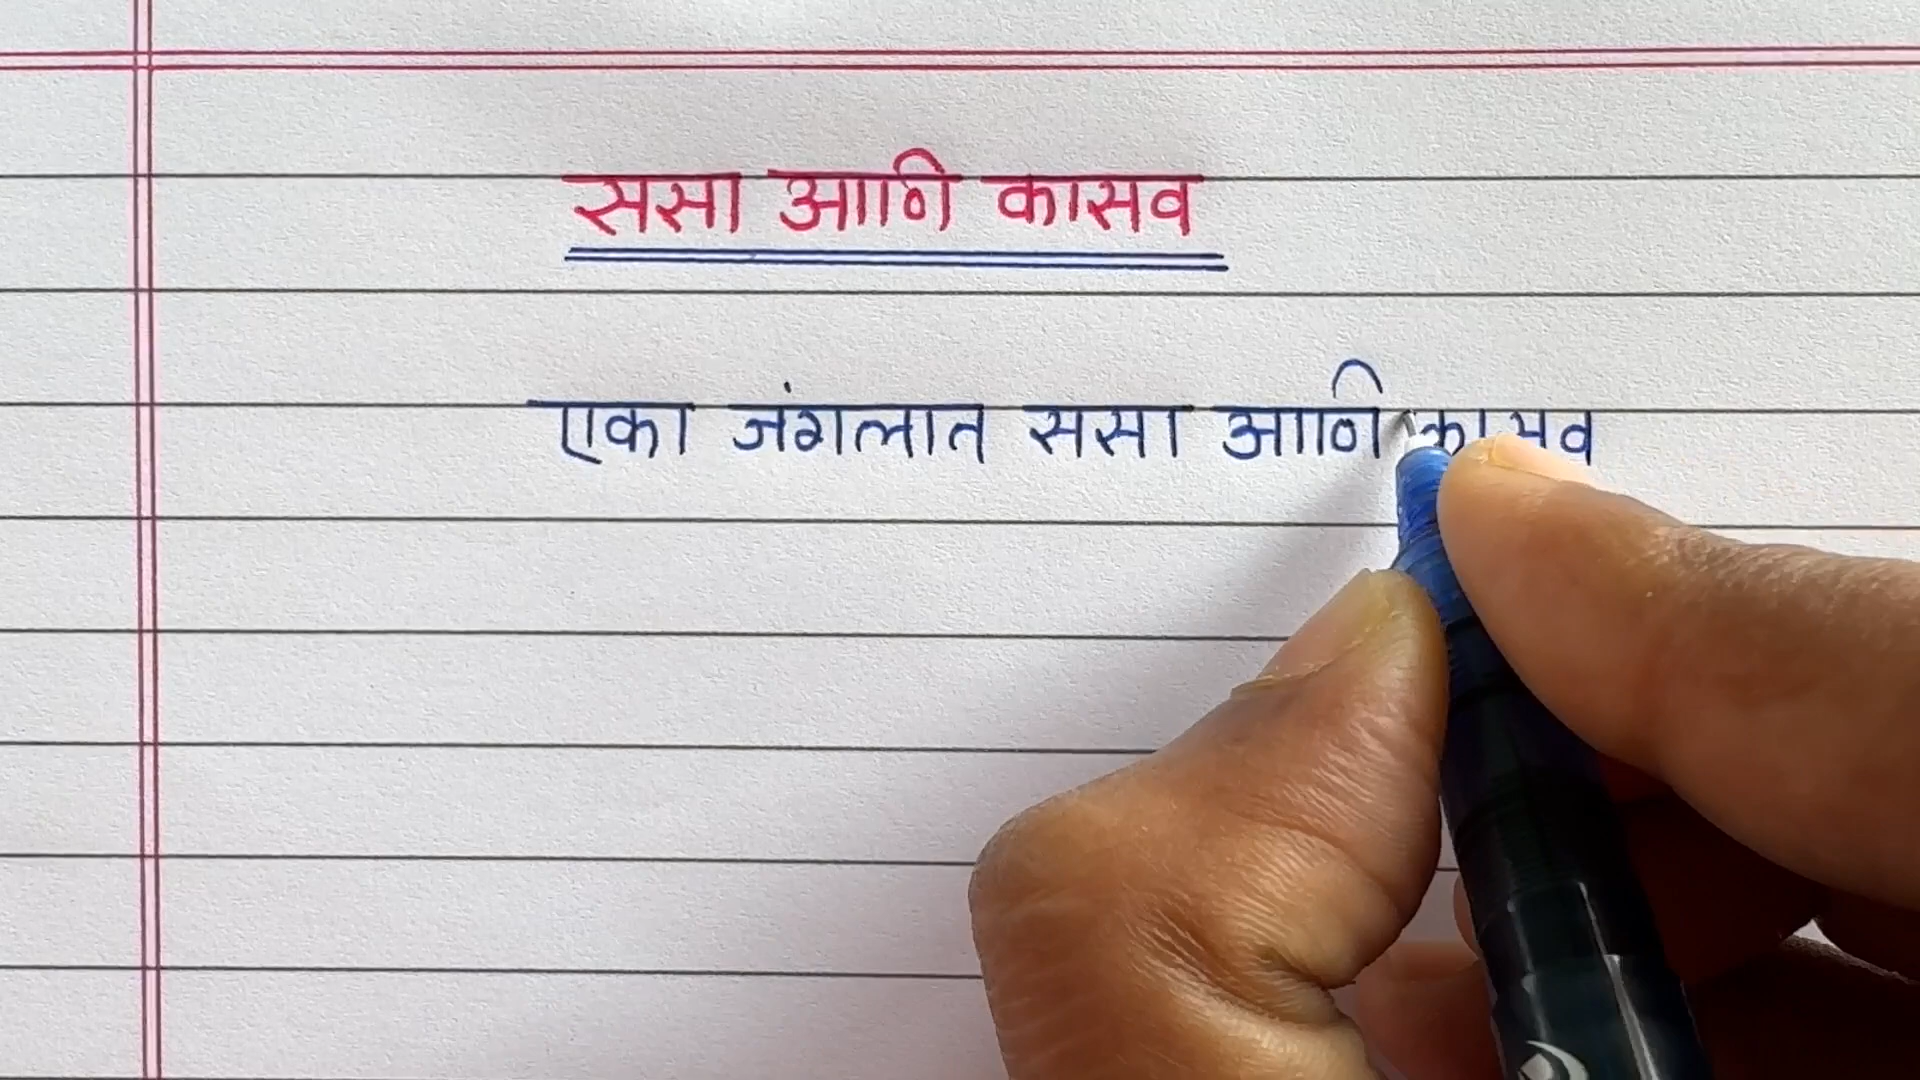 ससा आणि कासव
एका जंगलात ससा आणि कासव